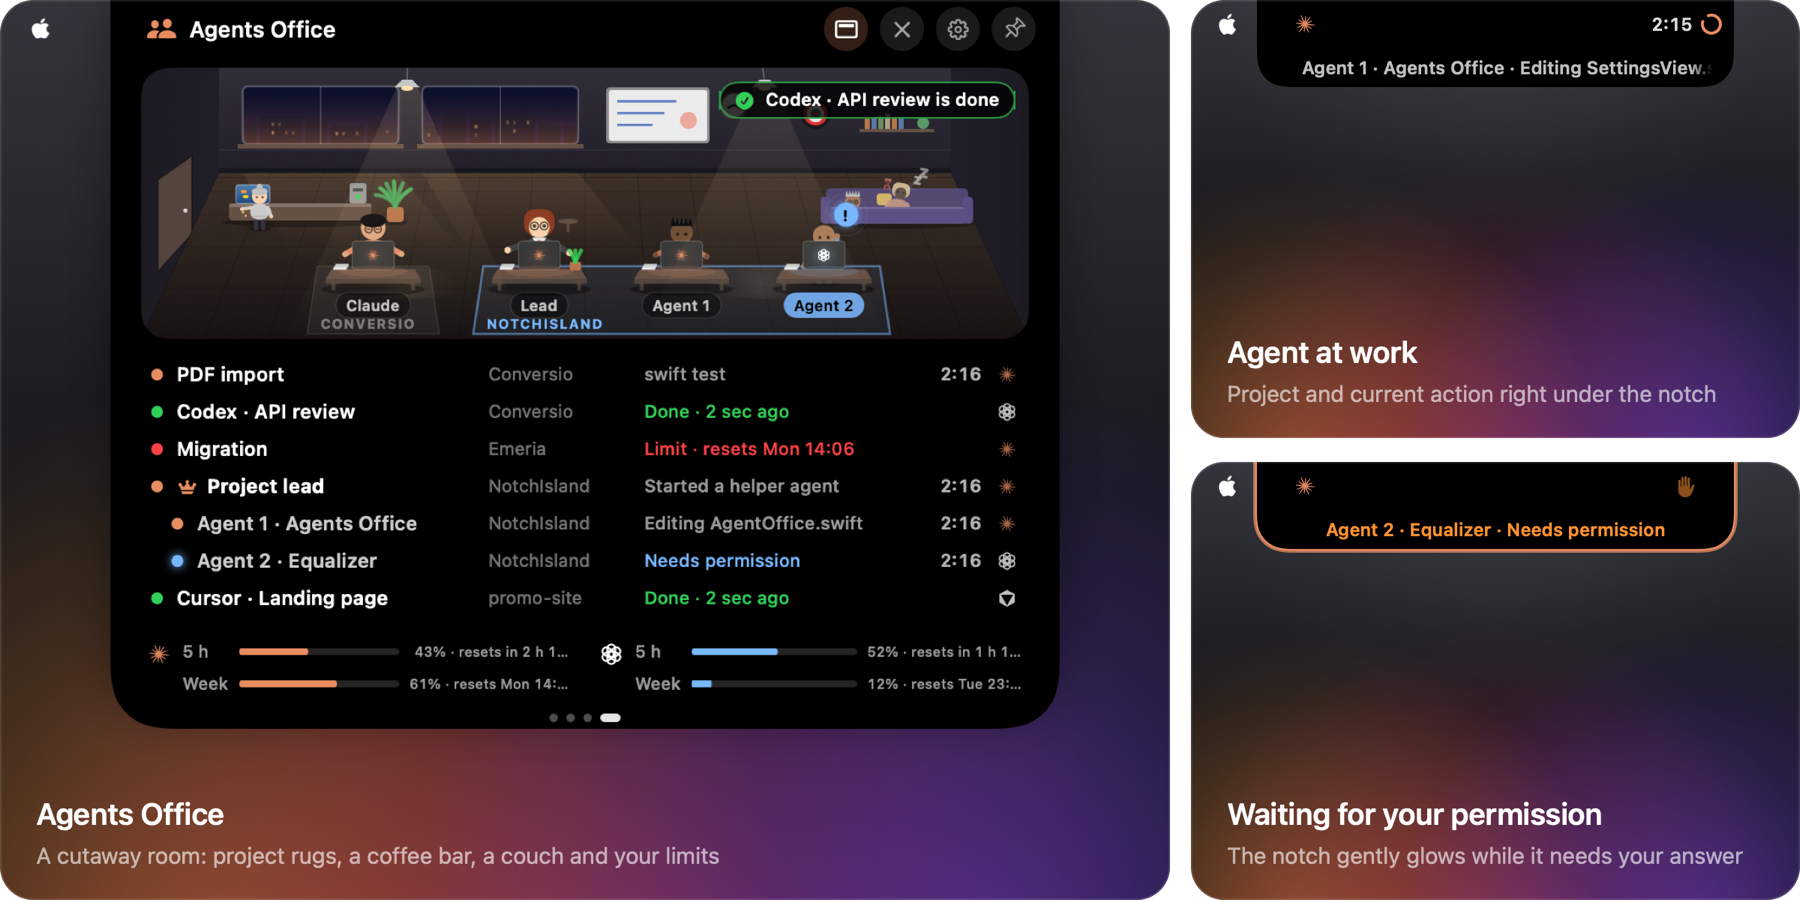 Agents Office
Codex · API review is done
Claude
Lead
Agent 1
Agent 2
CONVERSIO
NOTCHISLAND
PDF import Conversio swift test 2:16
Codex · API review Conversio Done · 2 sec ago
Migration Emeria Limit · resets Mon 14:06
Project lead NotchIsland Started a helper agent 2:16
Agent 1 · Agents Office NotchIsland Editing AgentOffice.swift 2:16
Agent 2 · Equalizer NotchIsland Needs permission 2:16
Cursor · Landing page promo-site Done · 2 sec ago
5 h 43% · resets in 2 h 1... 5 h 52% · resets in 1 h 1...
Week 61% · resets Mon 14:... Week 12% · resets Tue 23:...
Agents Office
A cutaway room: project rugs, a coffee bar, a couch and your limits
2:15
Agent 1 · Agents Office · Editing SettingsView.
Agent at work
Project and current action right under the notch
Agent 2 · Equalizer · Needs permission
Waiting for your permission
The notch gently glows while it needs your answer